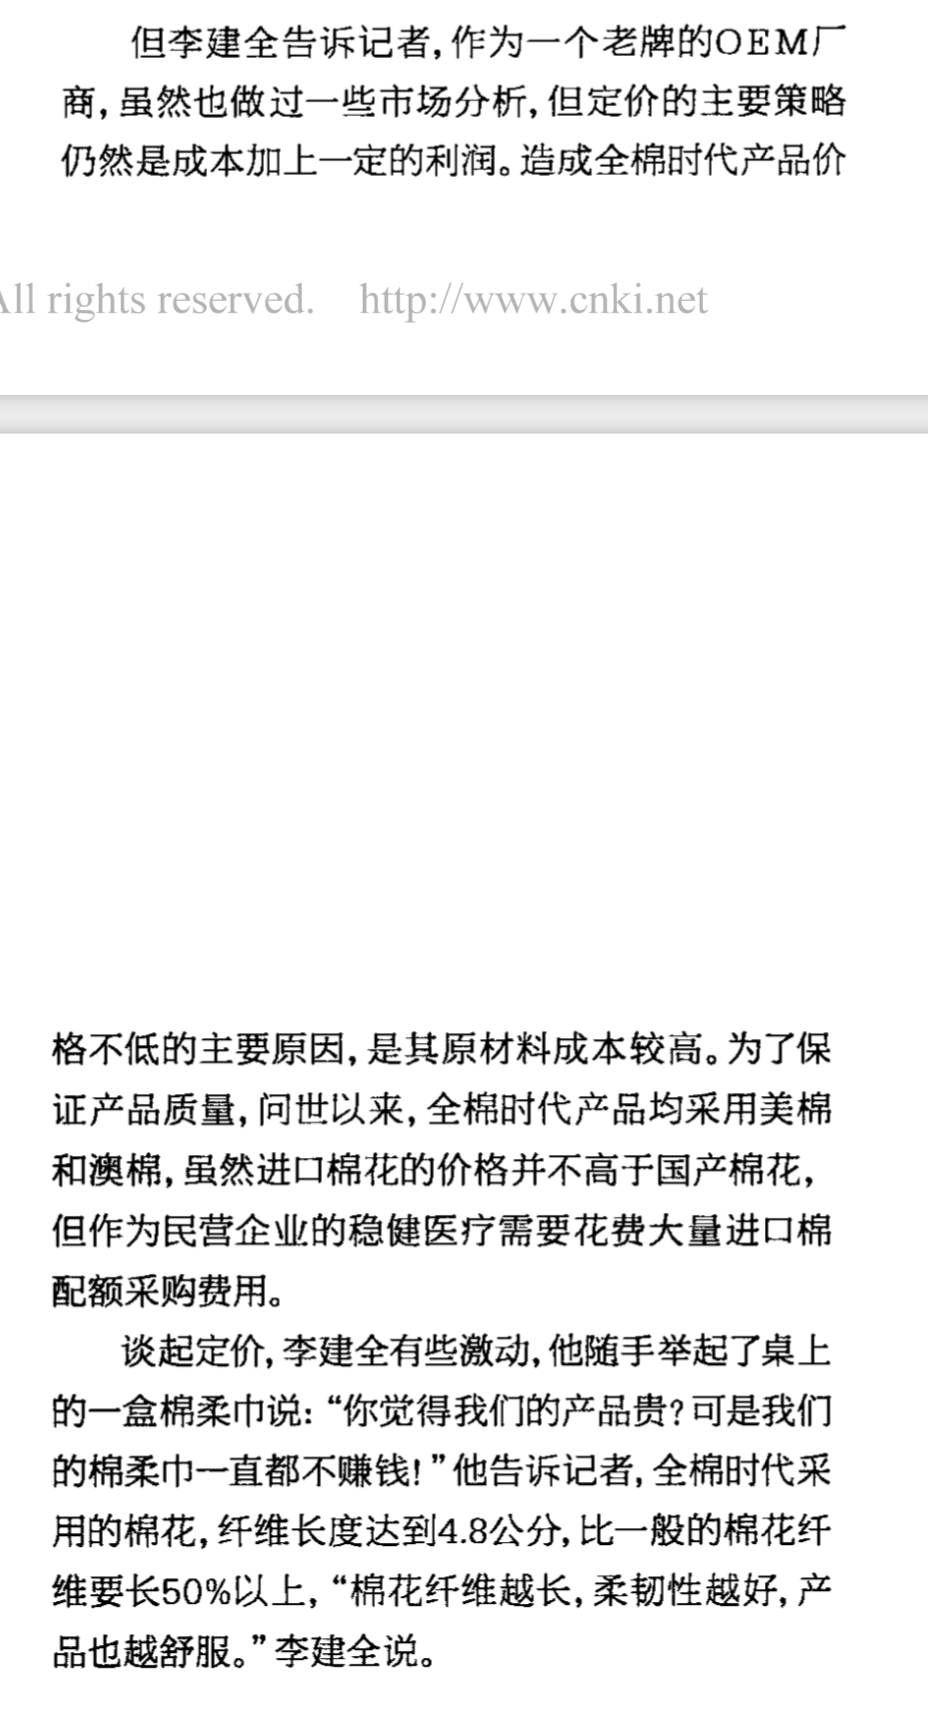 但李建全告诉记者，作为一个老牌的OEM厂
商，虽然也做过一些市场分析，但定价的主要策略
仍然是成本加上一定的利润。造成全棉时代产品价
All rights reserved. http://www.cnki.net
格不低的主要原因，是其原材料成本较高。为了保
证产品质量，问世以来，全棉时代产品均采用美棉
和澳棉，虽然进口棉花的价格并不高于国产棉花，
但作为民营企业的稳健医疗需要花费大量进口棉
配额采购费用。
谈起定价，李建全有些激动，他随手举起了桌上
的一盒棉柔巾说：“你觉得我们的产品贵？可是我们
的棉柔巾一直都不赚钱！”他告诉记者，全棉时代采
用的棉花，纤维长度达到4.8公分，比一般的棉花纤
维要长50%以上，“棉花纤维越长，柔韧性越好，产
品也越舒服。”李建全说。